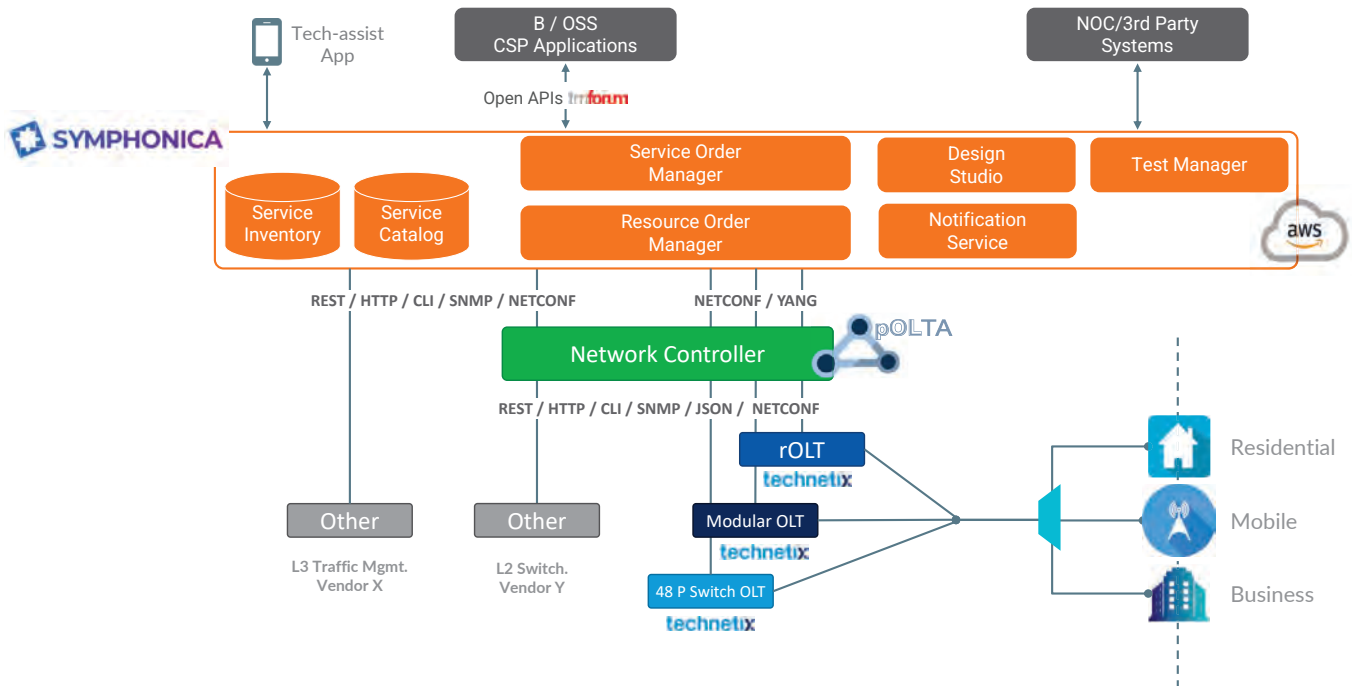 Tech-assist
App
B / OSS
CSP Applications
NOC/3rd Party
Systems
Open APIs tmforum
SYMPHONICA
Service Order
Manager
Design
Studio
Test Manager
Service
Inventory
Service
Catalog
Resource Order
Manager
Notification
Service
aws
REST / HTTP / CLI / SNMP / NETCONF
NETCONF / YANG
pOLTA
Network Controller
REST / HTTP / CLI / SNMP / JSON / NETCONF
rOLT
technetix
Residential
Other
Other
Modular OLT
technetix
Mobile
L3 Traffic Mgmt.
Vendor X
L2 Switch.
Vendor Y
48 P Switch OLT
technetix
Business